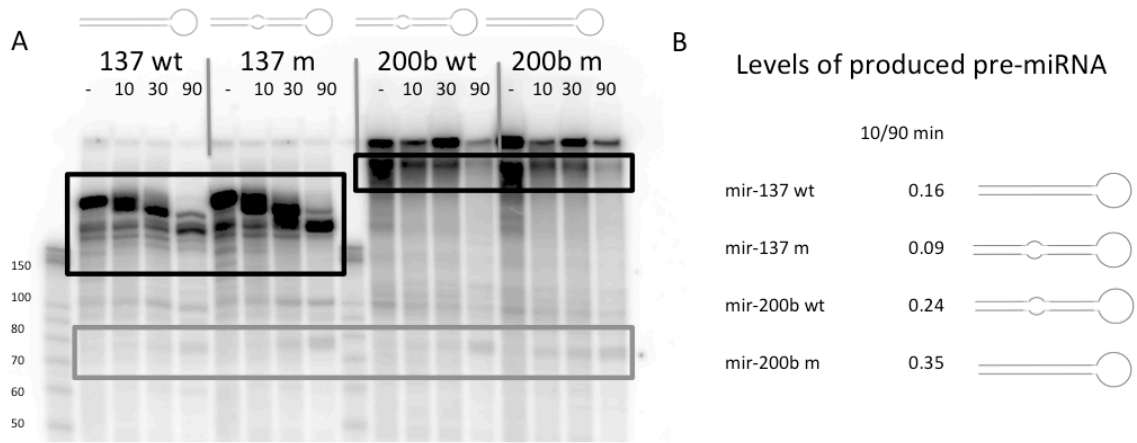 A
137 wt 137 m 200b wt 200b m
- 10 30 90 - 10 30 90 - 10 30 90 - 10 30 90
150
100
80
70
60
50
B
Levels of produced pre-miRNA
10/90 min
mir-137 wt 0.16
mir-137 m 0.09
mir-200b wt 0.24
mir-200b m 0.35